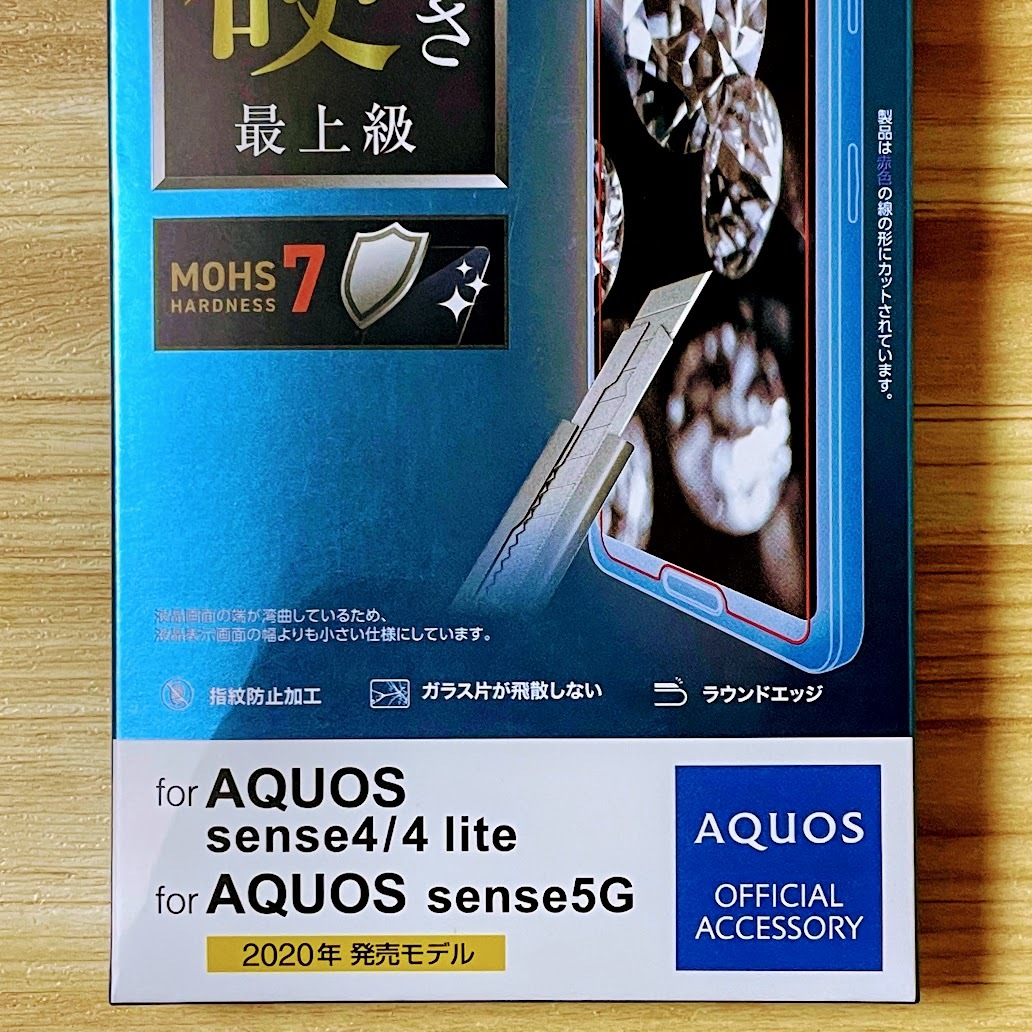 硬さ
最上級
MOHS 7
HARDNESS
製品は赤色の線の形にカットされています。
液晶画面の端が湾曲しているため、
液晶表示画面の幅よりも小さい仕様にしています。
指紋防止加工
ガラス片が飛散しない
ラウンドエッジ
for AQUOS
sense4/4 lite
for AQUOS sense5G
2020年 発売モデル
AQUOS
OFFICIAL
ACCESSORY